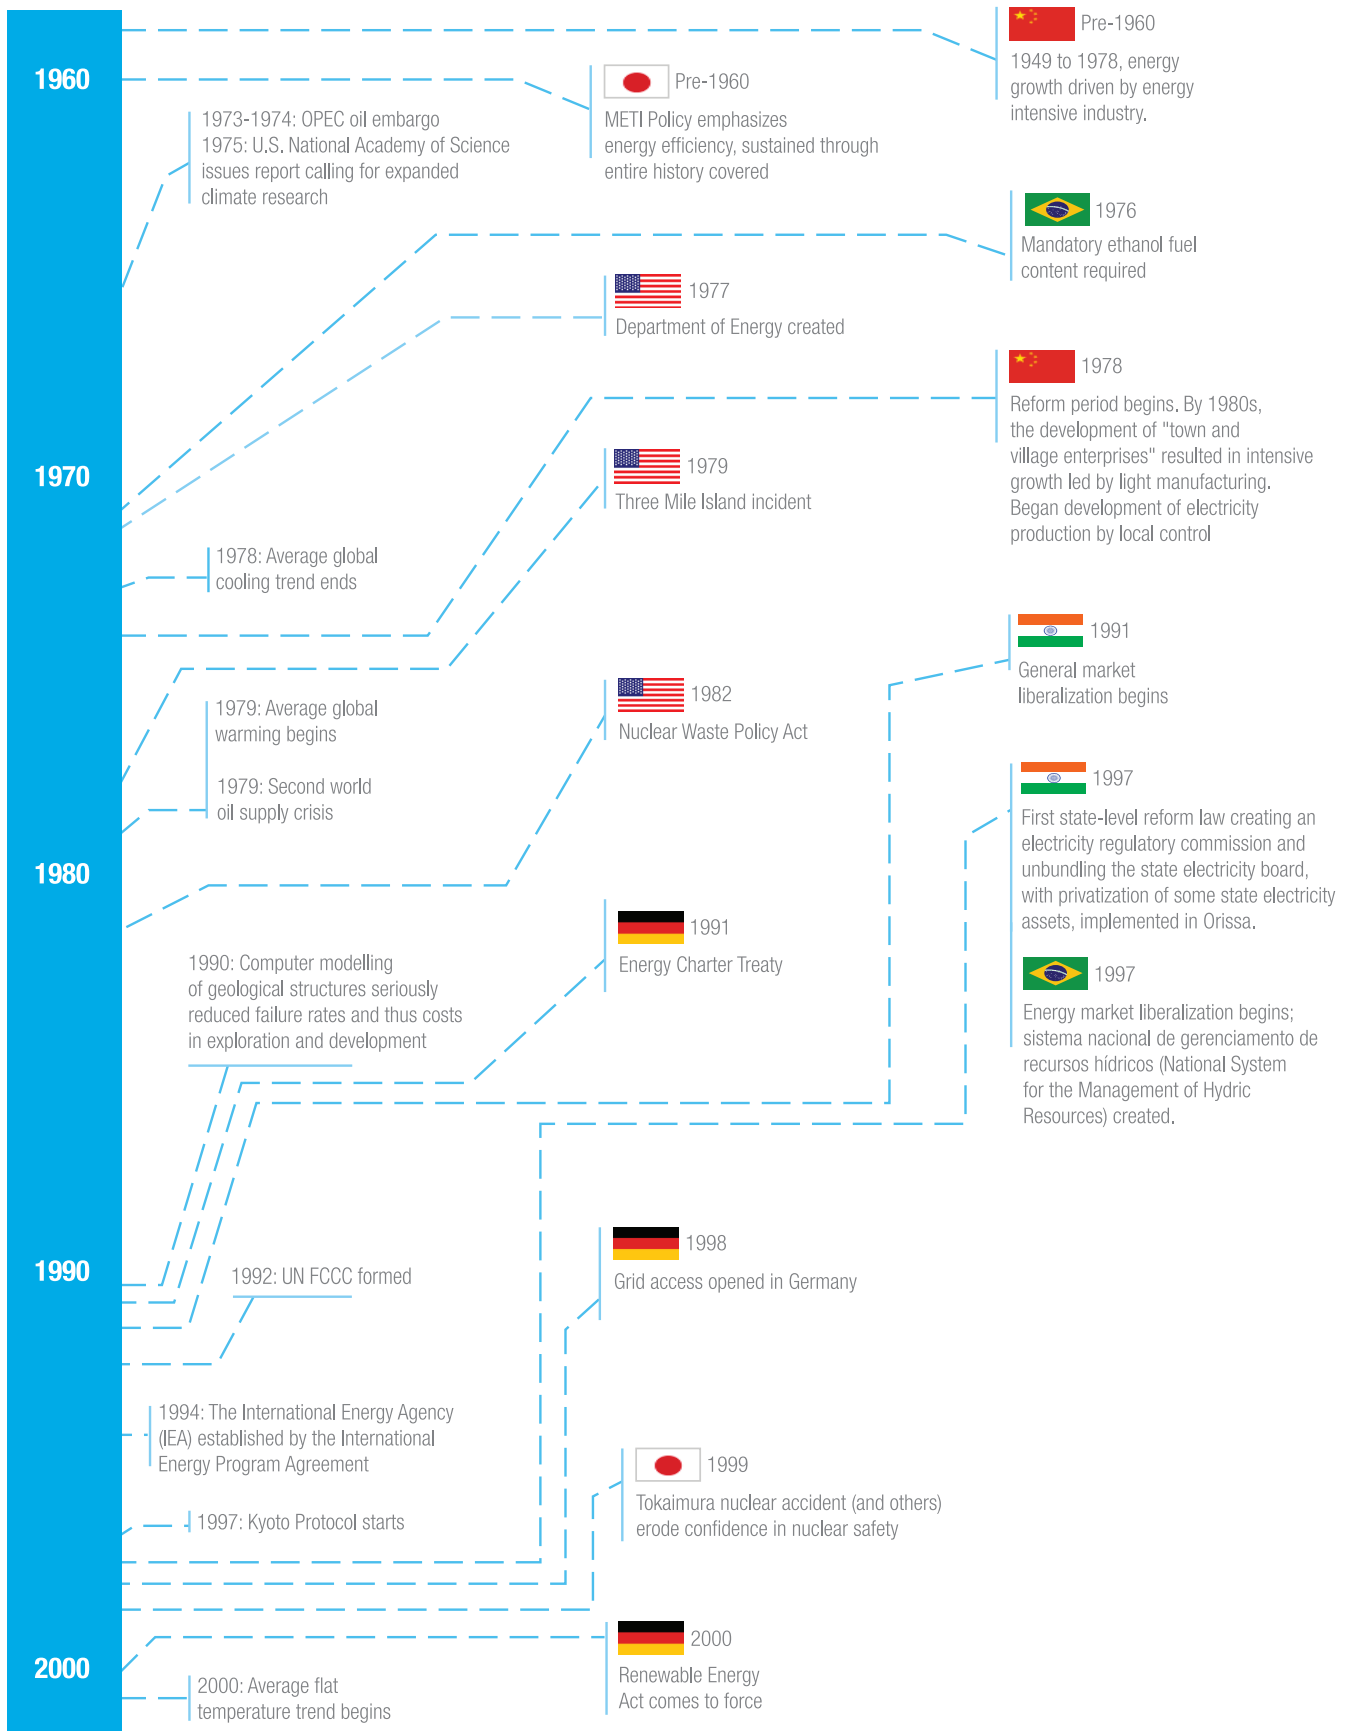 1960
1970
1980
1990
2000
Pre-1960
1949 to 1978, energy
growth driven by energy
intensive industry.
Pre-1960
METI Policy emphasizes
energy efficiency, sustained through
entire history covered
1973-1974: OPEC oil embargo
1975: U.S. National Academy of Science
issues report calling for expanded
climate research
1976
Mandatory ethanol fuel
content required
1977
Department of Energy created
1978
Reform period begins. By 1980s,
the development of "town and
village enterprises" resulted in intensive
growth led by light manufacturing.
Began development of electricity
production by local control
1979
Three Mile Island incident
1978: Average global
cooling trend ends
1991
General market
liberalization begins
1982
Nuclear Waste Policy Act
1979: Average global
warming begins
1979: Second world
oil supply crisis
1997
First state-level reform law creating an
electricity regulatory commission and
unbundling the state electricity board,
with privatization of some state electricity
assets, implemented in Orissa.
1991
Energy Charter Treaty
1990: Computer modelling
of geological structures seriously
reduced failure rates and thus costs
in exploration and development
1997
Energy market liberalization begins;
sistema nacional de gerenciamento de
recursos hídricos (National System
for the Management of Hydric
Resources) created.
1998
Grid access opened in Germany
1992: UN FCCC formed
1994: The International Energy Agency
(IEA) established by the International
Energy Program Agreement
1999
Tokaimura nuclear accident (and others)
erode confidence in nuclear safety
1997: Kyoto Protocol starts
2000
Renewable Energy
Act comes to force
2000: Average flat
temperature trend begins